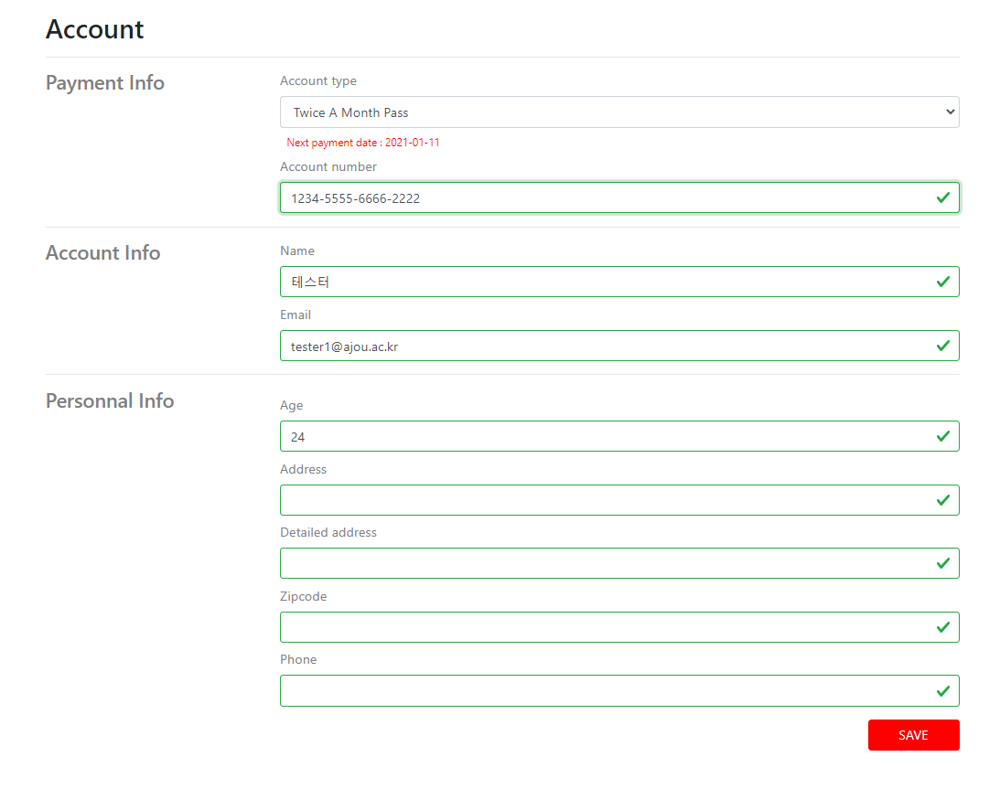 Account
Payment Info
Account type
Twice A Month Pass
Next payment date : 2021-01-11
Account number
1234-5555-6666-2222
Account Info
Name
테스터
Email
tester1@ajou.ac.kr
Personnal Info
Age
24
Address
Detailed address
Zipcode
Phone
SAVE